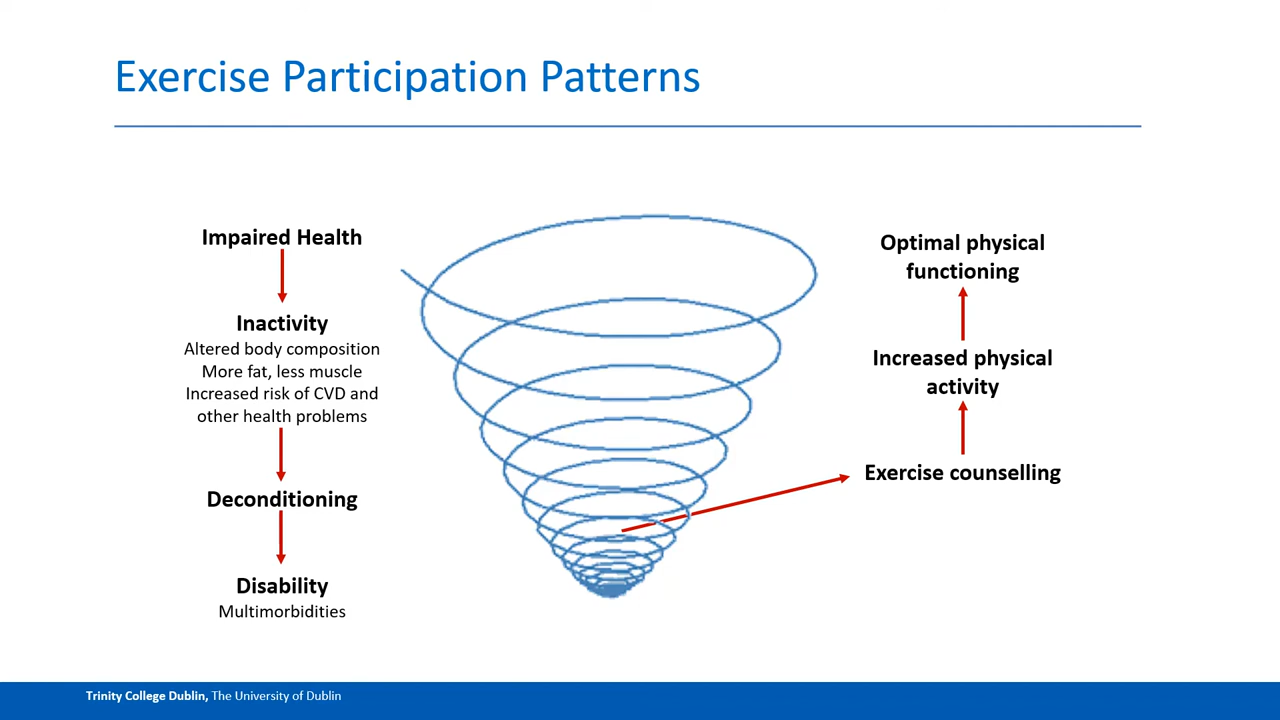 Exercise Participation Patterns
Impaired Health
Inactivity
Altered body composition
More fat, less muscle
Increased risk of CVD and
other health problems
Deconditioning
Disability
Multimorbidities
Optimal physical
functioning
Increased physical
activity
Exercise counselling
Trinity College Dublin, The University of Dublin